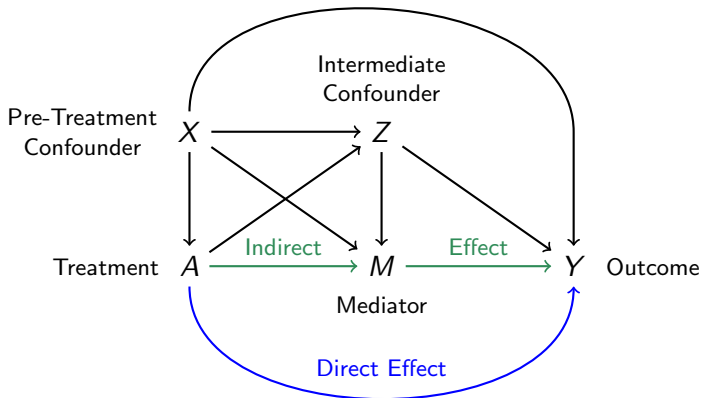 Intermediate
Confounder
Pre-Treatment
Confounder
X
Z
Indirect
Effect
Treatment
A
M
Y
Outcome
Mediator
Direct Effect